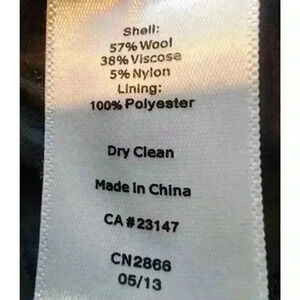 Shell:
57% Wool
38% Viscose
5% Nylon
Lining:
100% Polyester
Dry Clean
Made in China
CA#23147
CN2866
05/13